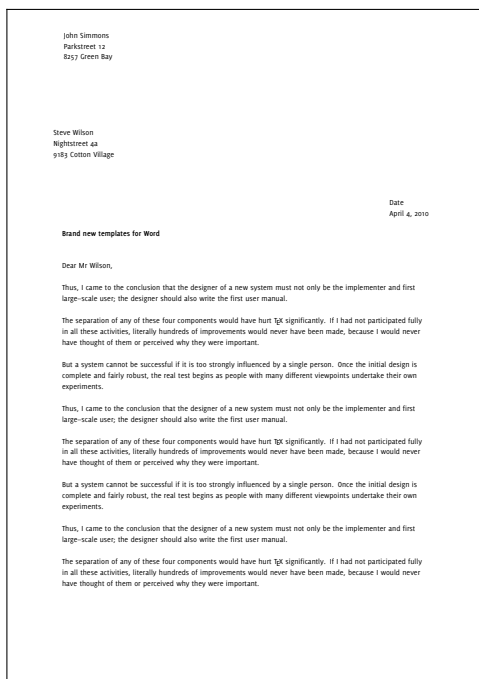 John Simmons
Parkstreet 12
8257 Green Bay
Steve Wilson
Nightstreet 4a
9183 Cotton Village
Date
April 4, 2010
Brand new templates for Word
Dear Mr Wilson,
Thus, I came to the conclusion that the designer of a new system must not only be the implementer and first
large–scale user; the designer should also write the first user manual.
The separation of any of these four components would have hurt TEX significantly. If I had not participated fully
in all these activities, literally hundreds of improvements would never have been made, because I would never
have thought of them or perceived why they were important.
But a system cannot be successful if it is too strongly influenced by a single person. Once the initial design is
complete and fairly robust, the real test begins as people with many different viewpoints undertake their own
experiments.
Thus, I came to the conclusion that the designer of a new system must not only be the implementer and first
large–scale user; the designer should also write the first user manual.
The separation of any of these four components would have hurt TEX significantly. If I had not participated fully
in all these activities, literally hundreds of improvements would never have been made, because I would never
have thought of them or perceived why they were important.
But a system cannot be successful if it is too strongly influenced by a single person. Once the initial design is
complete and fairly robust, the real test begins as people with many different viewpoints undertake their own
experiments.
Thus, I came to the conclusion that the designer of a new system must not only be the implementer and first
large–scale user; the designer should also write the first user manual.
The separation of any of these four components would have hurt TEX significantly. If I had not participated fully
in all these activities, literally hundreds of improvements would never have been made, because I would never
have thought of them or perceived why they were important.